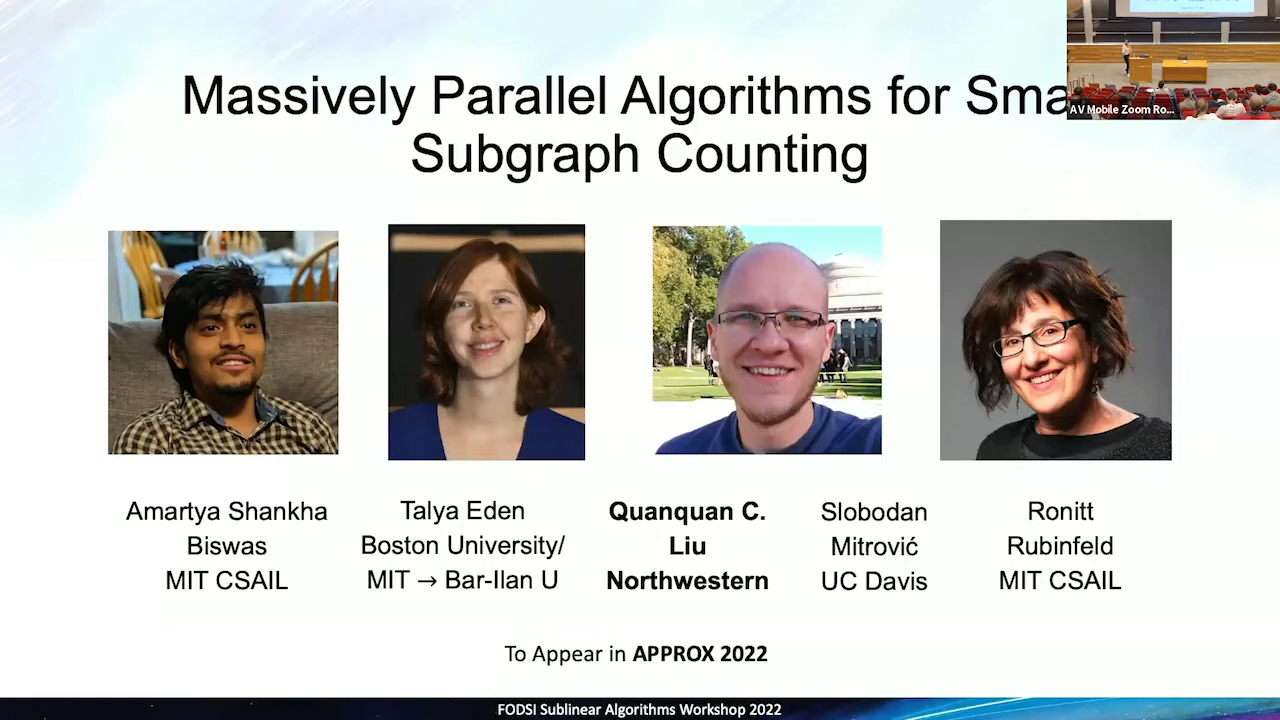 Massively Parallel Algorithms for Sma
Subgraph Counting
AV Mobile Zoom Ro...
Amartya Shankha
Biswas
MIT CSAIL
Talya Eden
Boston University/
MIT → Bar-Ilan U
Quanquan C.
Liu
Northwestern
Slobodan
Mitrović
UC Davis
Ronitt
Rubinfeld
MIT CSAIL
To Appear in APPROX 2022
FODSI Sublinear Algorithms Workshop 2022